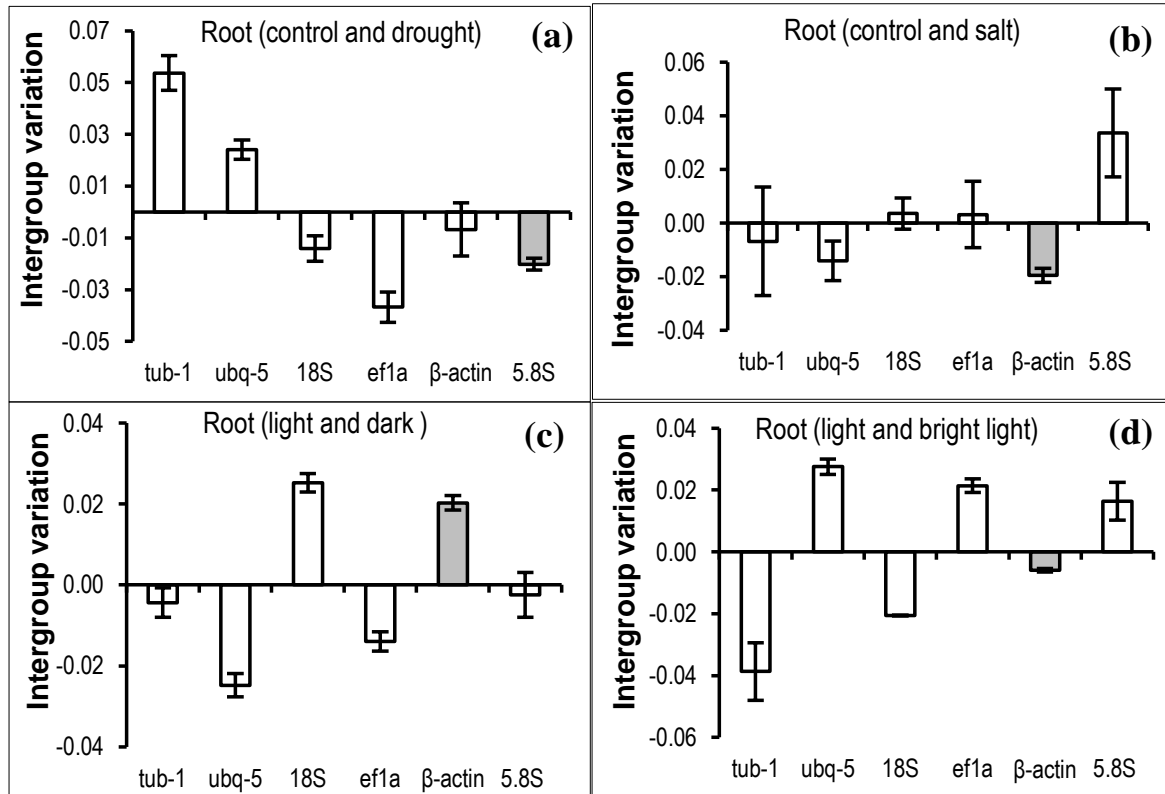 Root (control and drought)
(a)
Intergroup variation
0.07
0.05
0.03
0.01
-0.01
-0.03
-0.05
tub-1 ubq-5 18S ef1a β-actin 5.8S
Root (control and salt)
(b)
Intergroup variation
0.06
0.04
0.02
0.00
-0.02
-0.04
tub-1 ubq-5 18S ef1a β-actin 5.8S
Root (light and dark )
(c)
Intergroup variation
0.04
0.02
0.00
-0.02
-0.04
tub-1 ubq-5 18S ef1a β-actin 5.8S
Root (light and bright light)
(d)
Intergroup variation
0.04
0.02
0.00
-0.02
-0.04
-0.06
tub-1 ubq-5 18S ef1a β-actin 5.8S